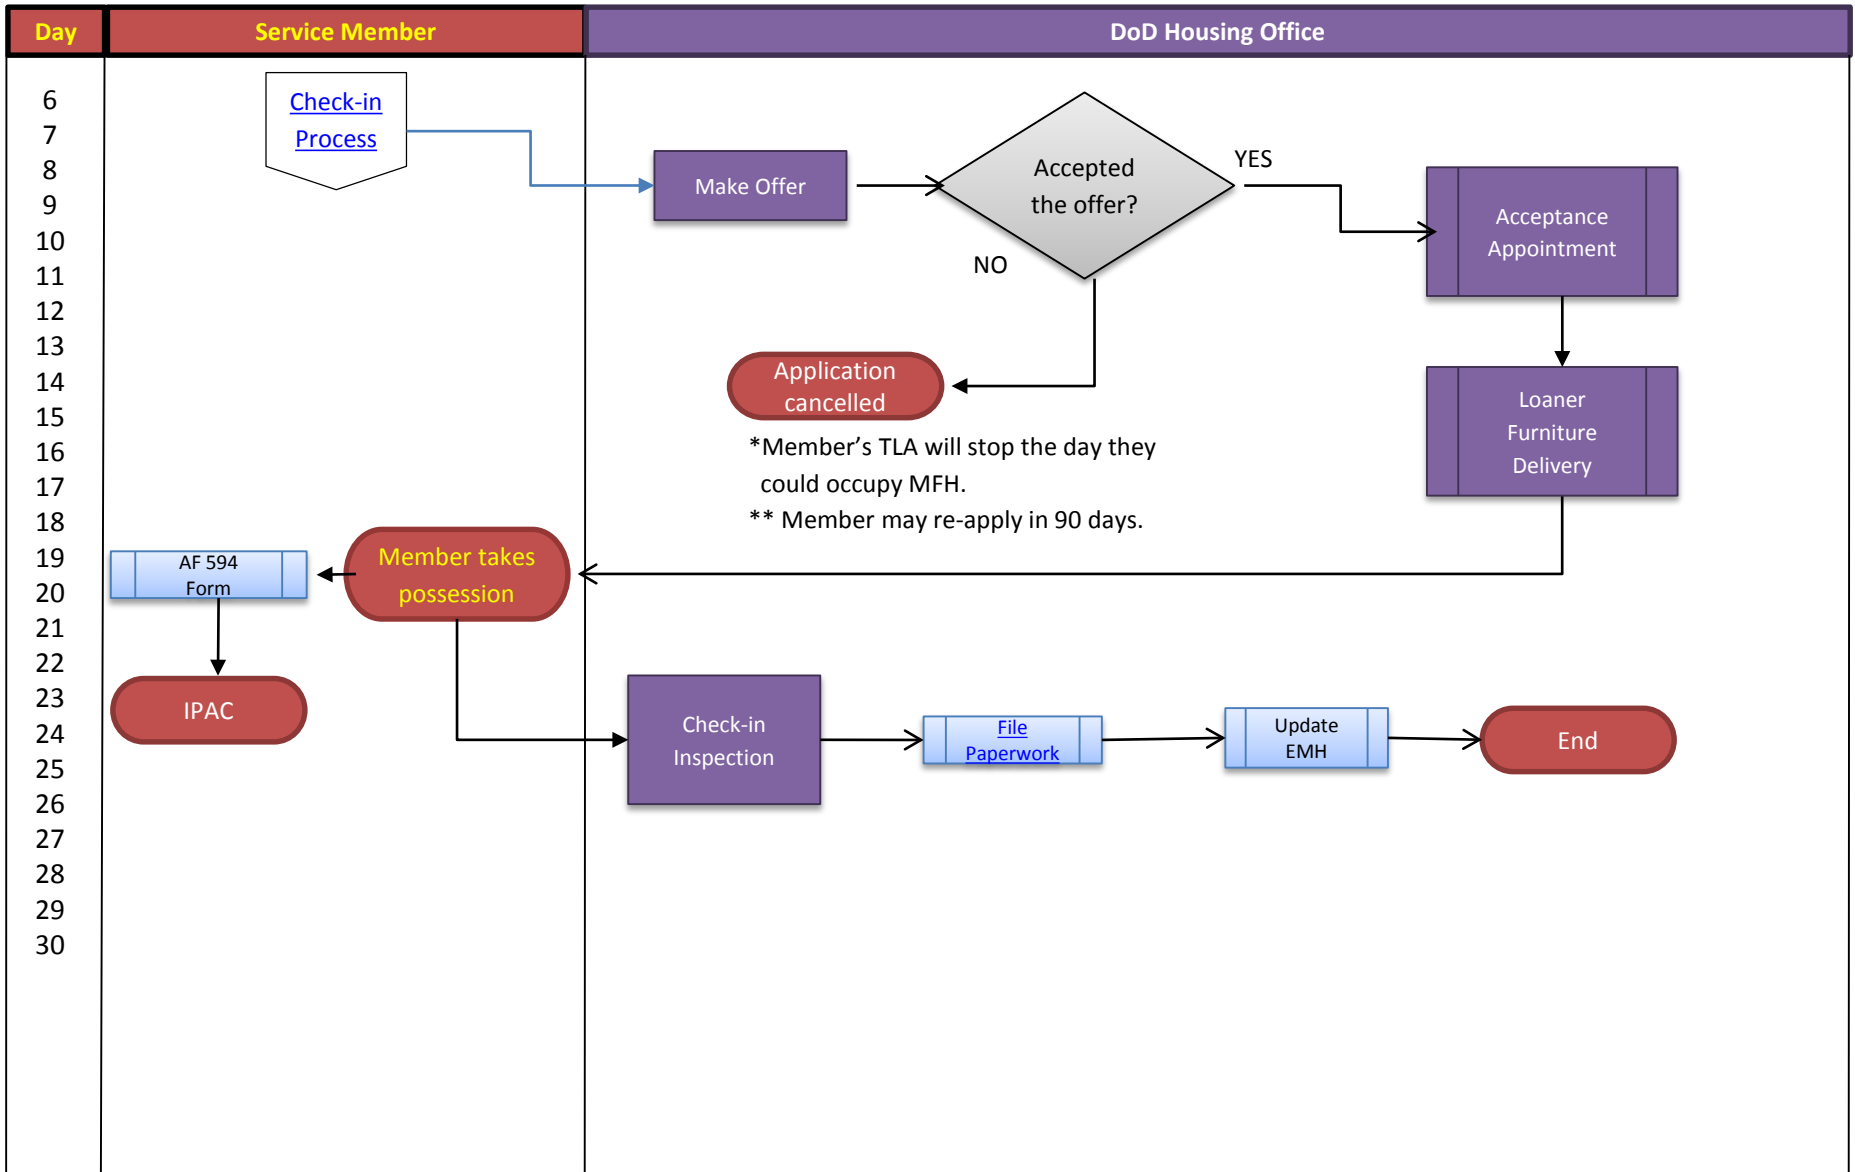 Day
Service Member
DoD Housing Office
6
7
8
9
10
11
12
13
14
15
16
17
18
19
20
21
22
23
24
25
26
27
28
29
30
Check-in
Process
Make Offer
Accepted
the offer?
YES
NO
Acceptance
Appointment
Application
cancelled
Loaner
Furniture
Delivery
*Member’s TLA will stop the day they
could occupy MFH.
** Member may re-apply in 90 days.
AF 594
Form
Member takes
possession
IPAC
Check-in
Inspection
File
Paperwork
Update
EMH
End